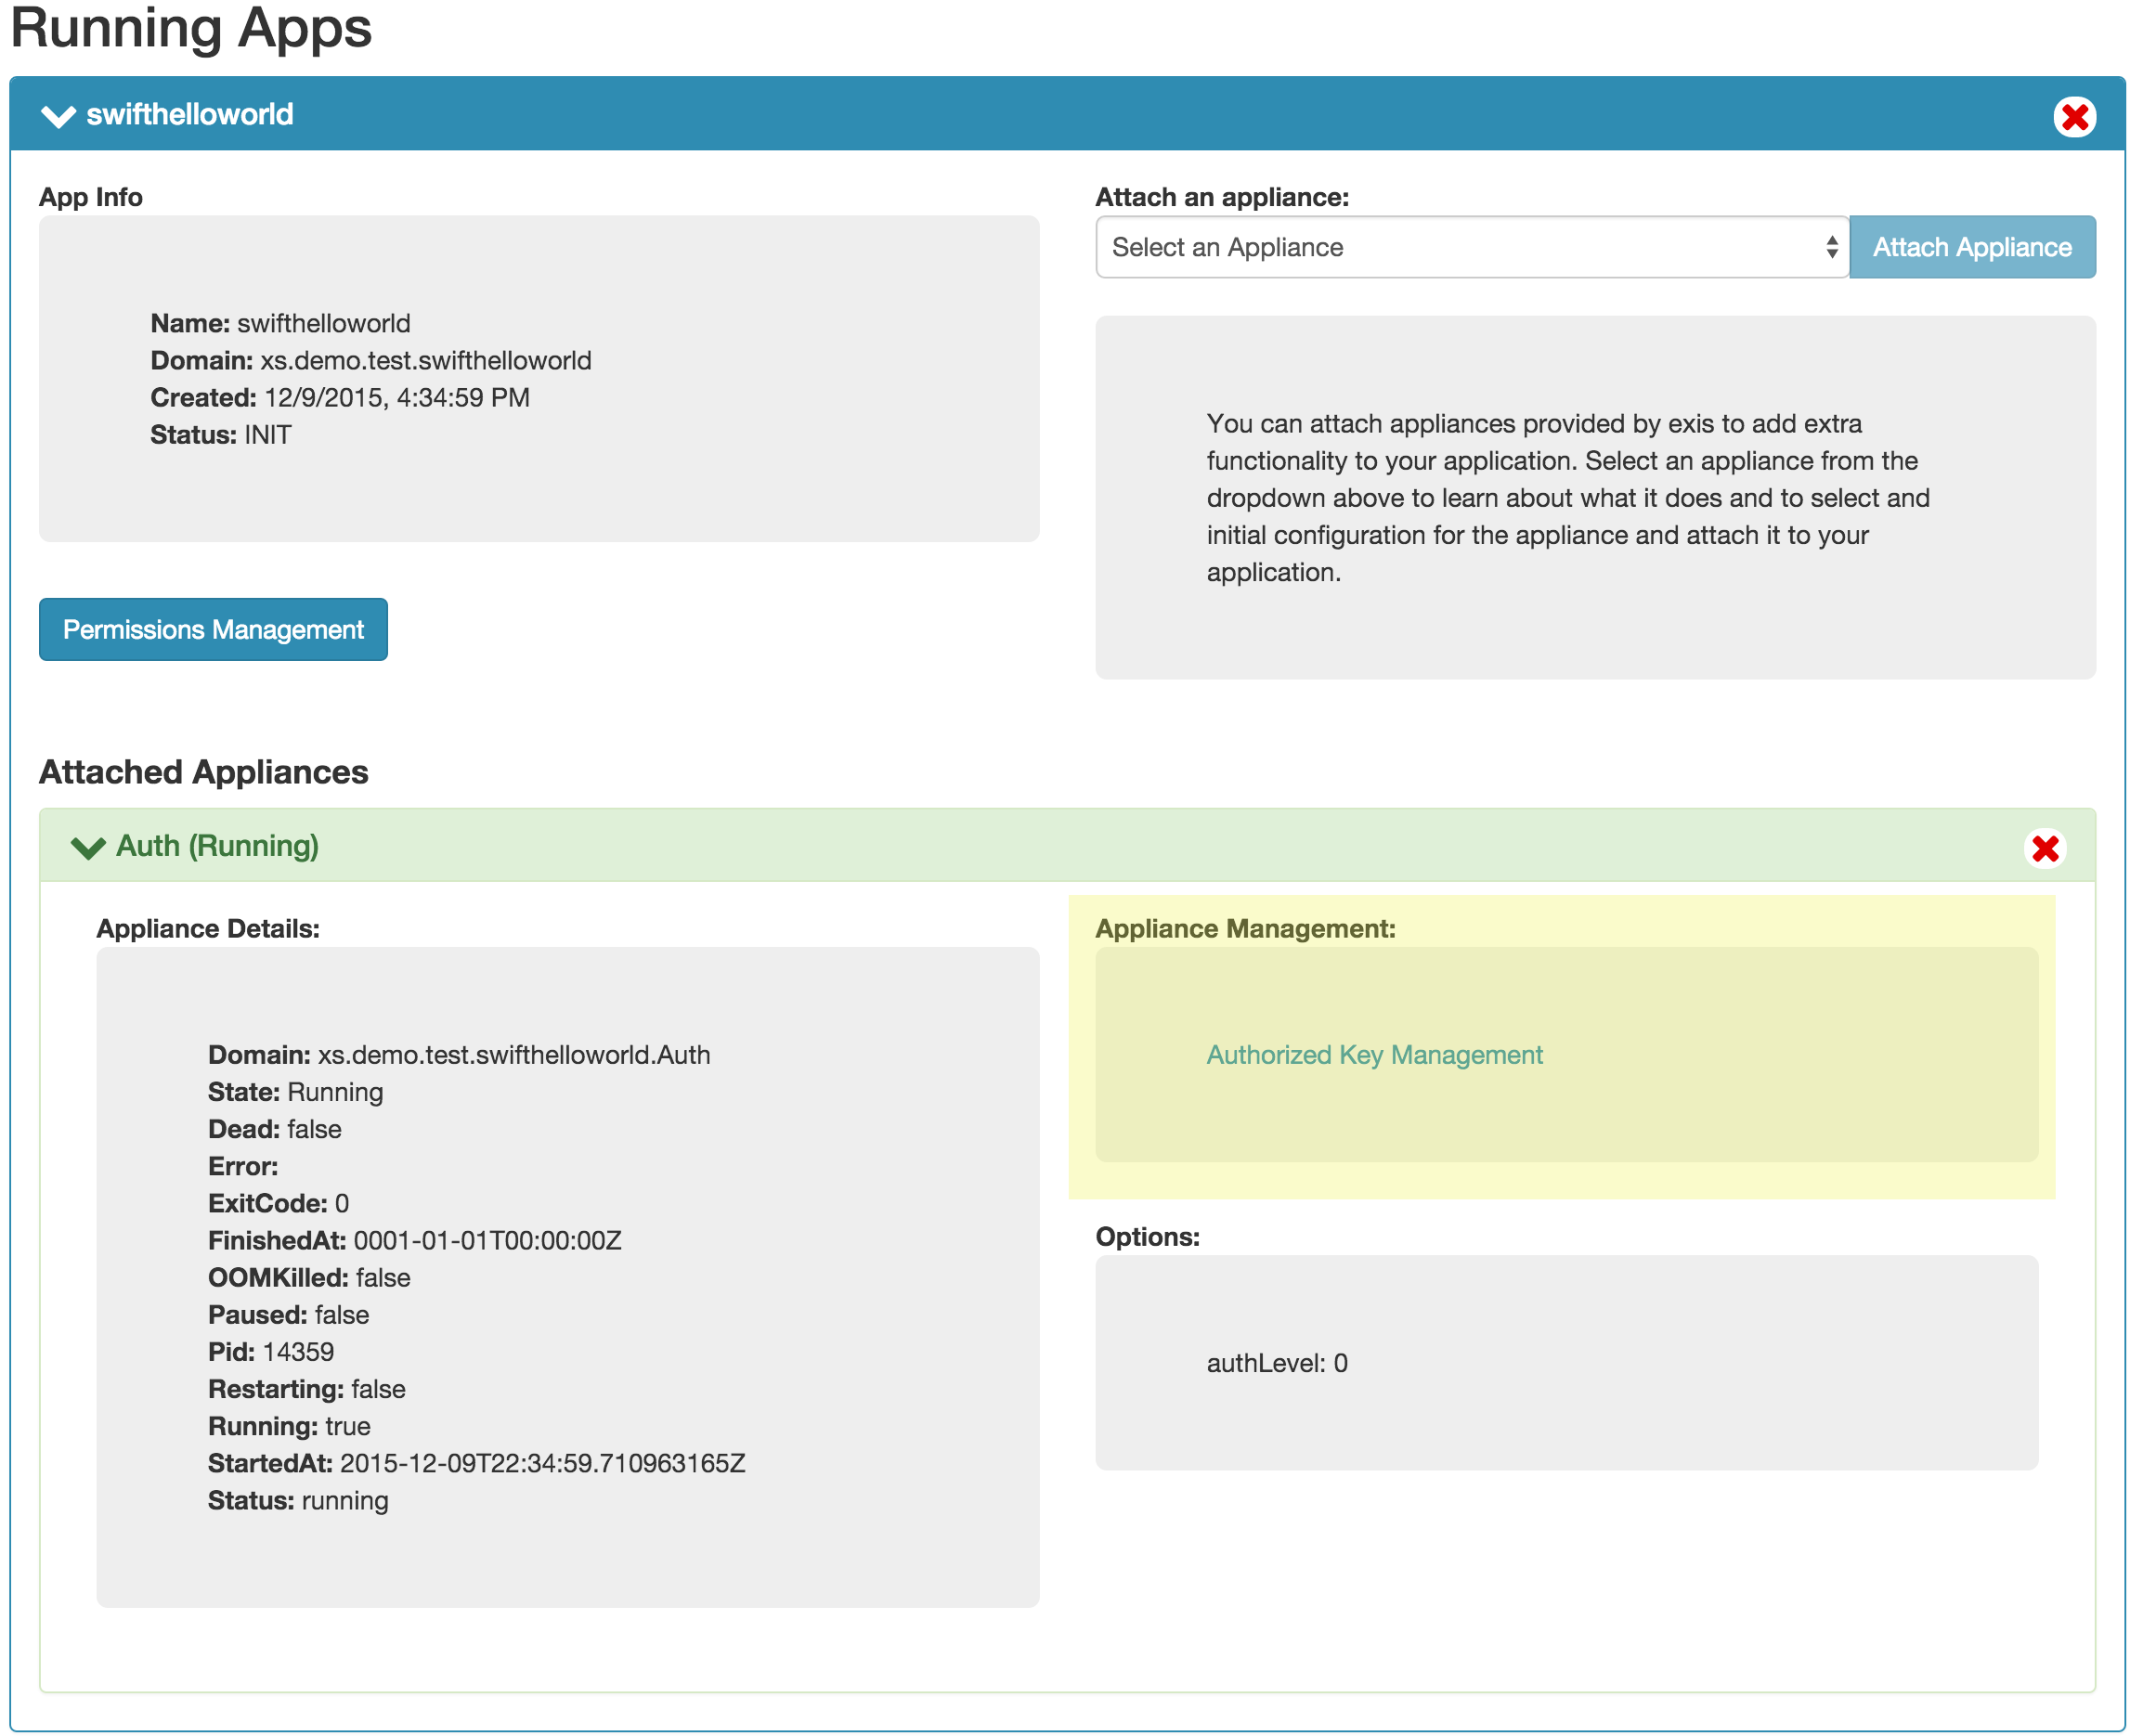 Running Apps
swifthelloworld
App Info
Name: swifthelloworld
Domain: xs.demo.test.swifthelloworld
Created: 12/9/2015, 4:34:59 PM
Status: INIT
Permissions Management
Attach an appliance:
Select an Appliance
Attach Appliance
You can attach appliances provided by exis to add extra
functionality to your application. Select an appliance from the
dropdown above to learn about what it does and to select and
initial configuration for the appliance and attach it to your
application.
Attached Appliances
Auth (Running)
Appliance Details:
Domain: xs.demo.test.swifthelloworld.Auth
State: Running
Dead: false
Error:
ExitCode: 0
FinishedAt: 0001-01-01T00:00:00Z
OOMKilled: false
Paused: false
Pid: 14359
Restarting: false
Running: true
StartedAt: 2015-12-09T22:34:59.710963165Z
Status: running
Appliance Management:
Authorized Key Management
Options:
authLevel: 0